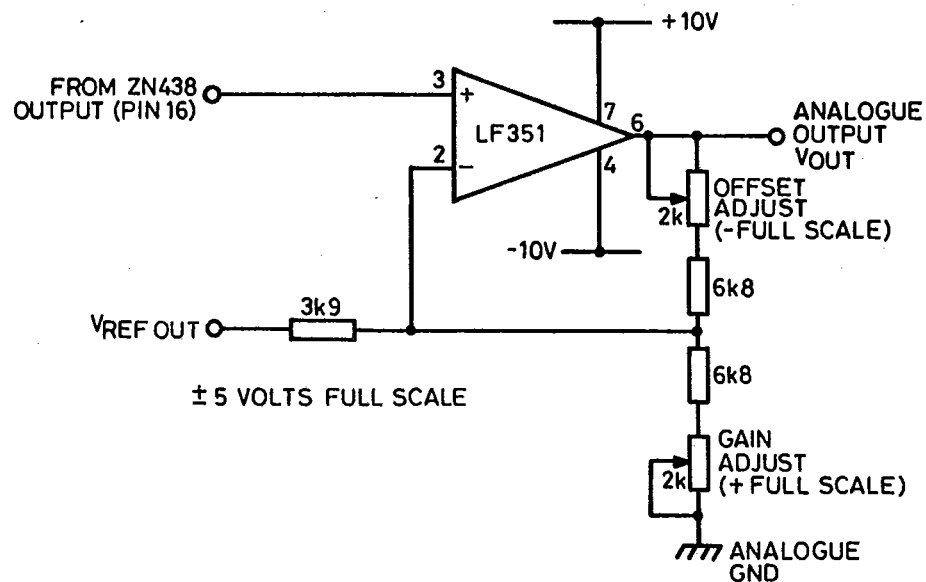 +10V
FROM ZN438
OUTPUT (PIN 16)
3
+
LF351
7
6
ANALOGUE
OUTPUT
VOUT
2
−
4
2k
OFFSET
ADJUST
(-FULL SCALE)
-10V
6k8
3k9
VREF OUT
6k8
± 5 VOLTS FULL SCALE
GAIN
ADJUST
(+ FULL SCALE)
2k
ANALOGUE
GND